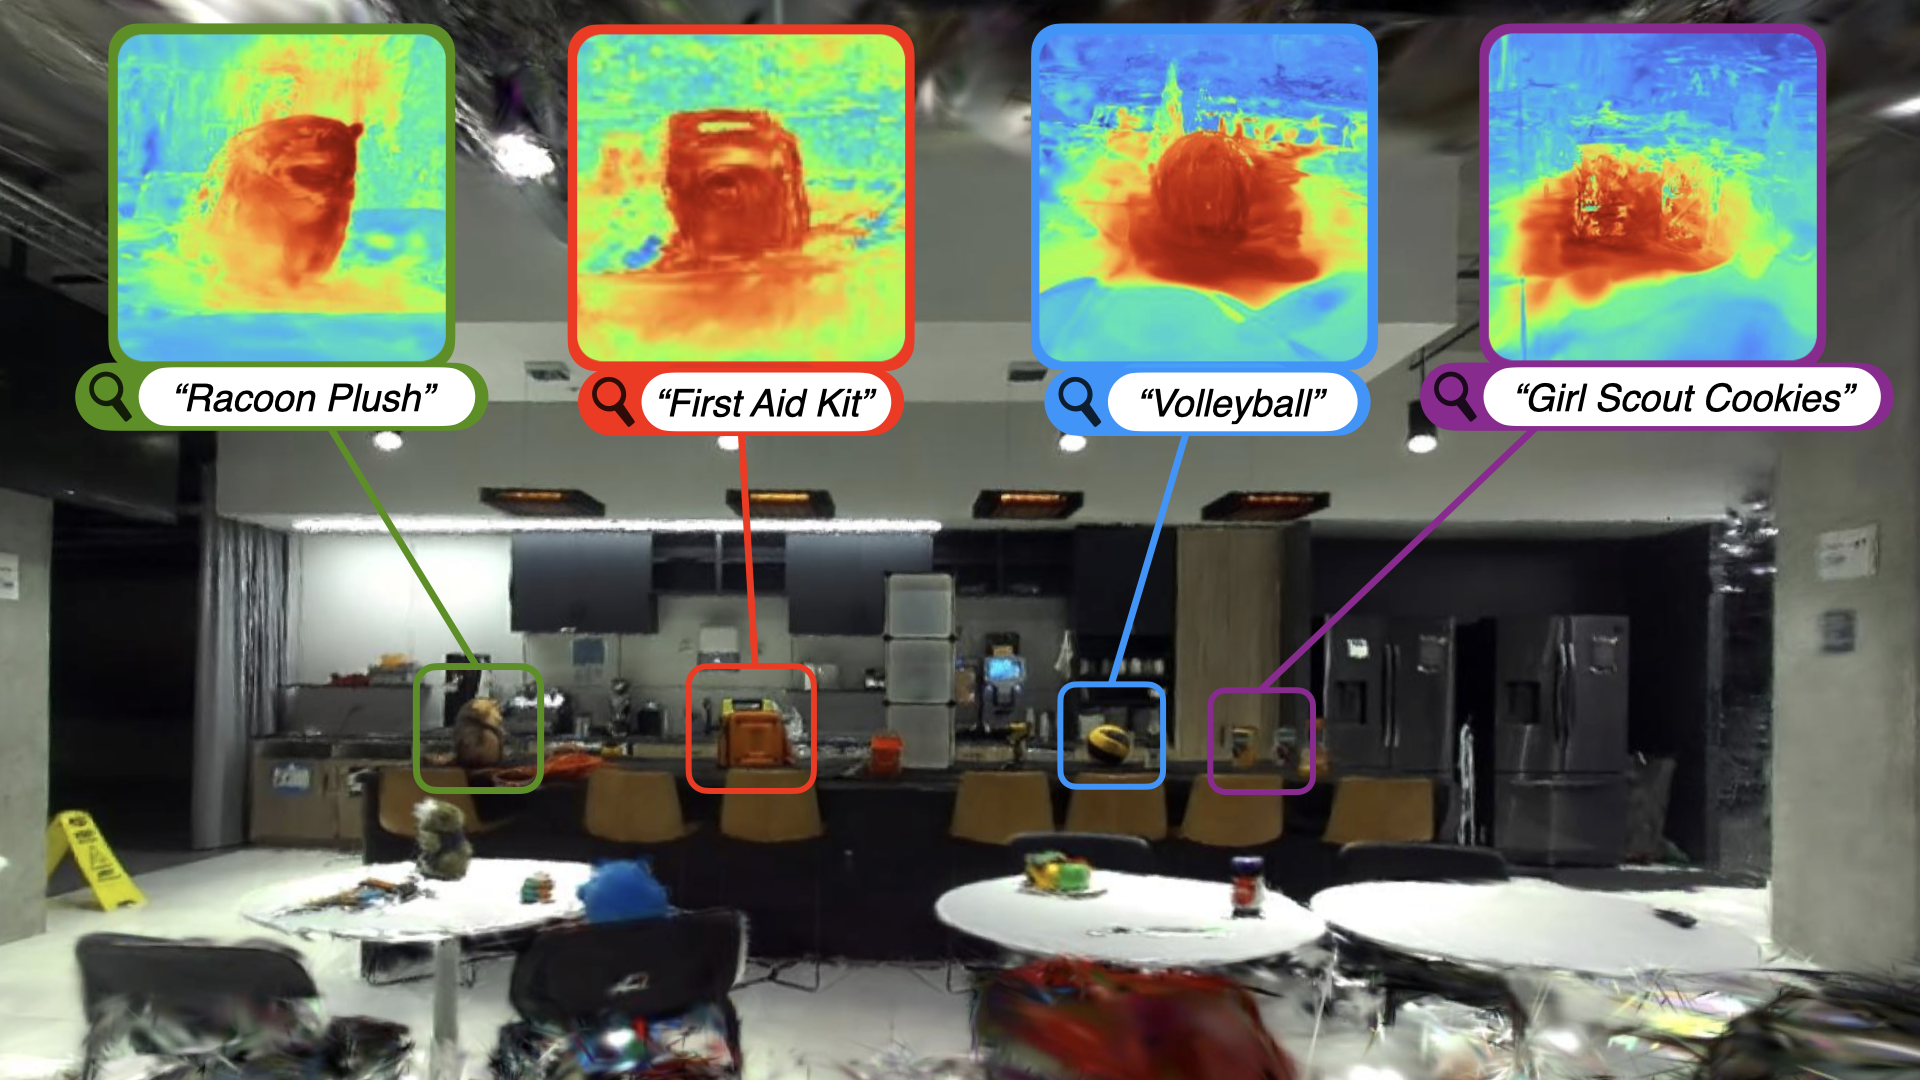 “Racoon Plush”
“First Aid Kit”
“Volleyball”
“Girl Scout Cookies”